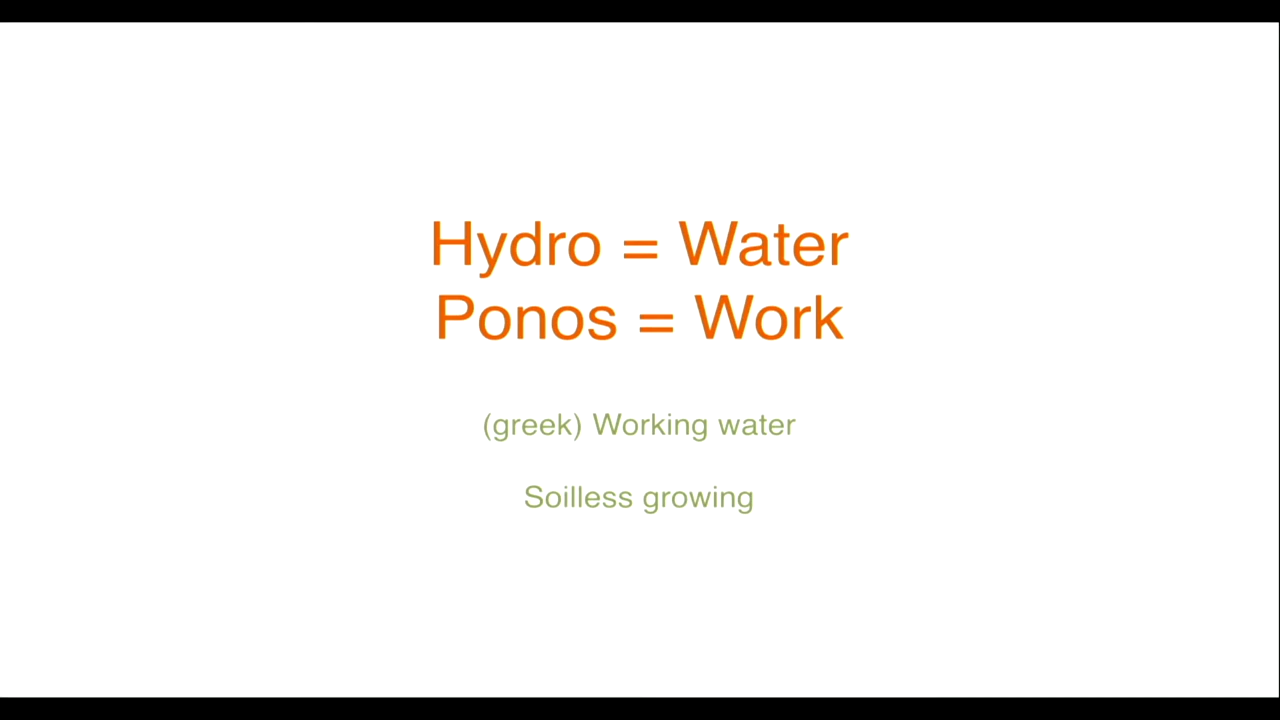 Hydro = Water
Ponos = Work
(greek) Working water
Soilless growing